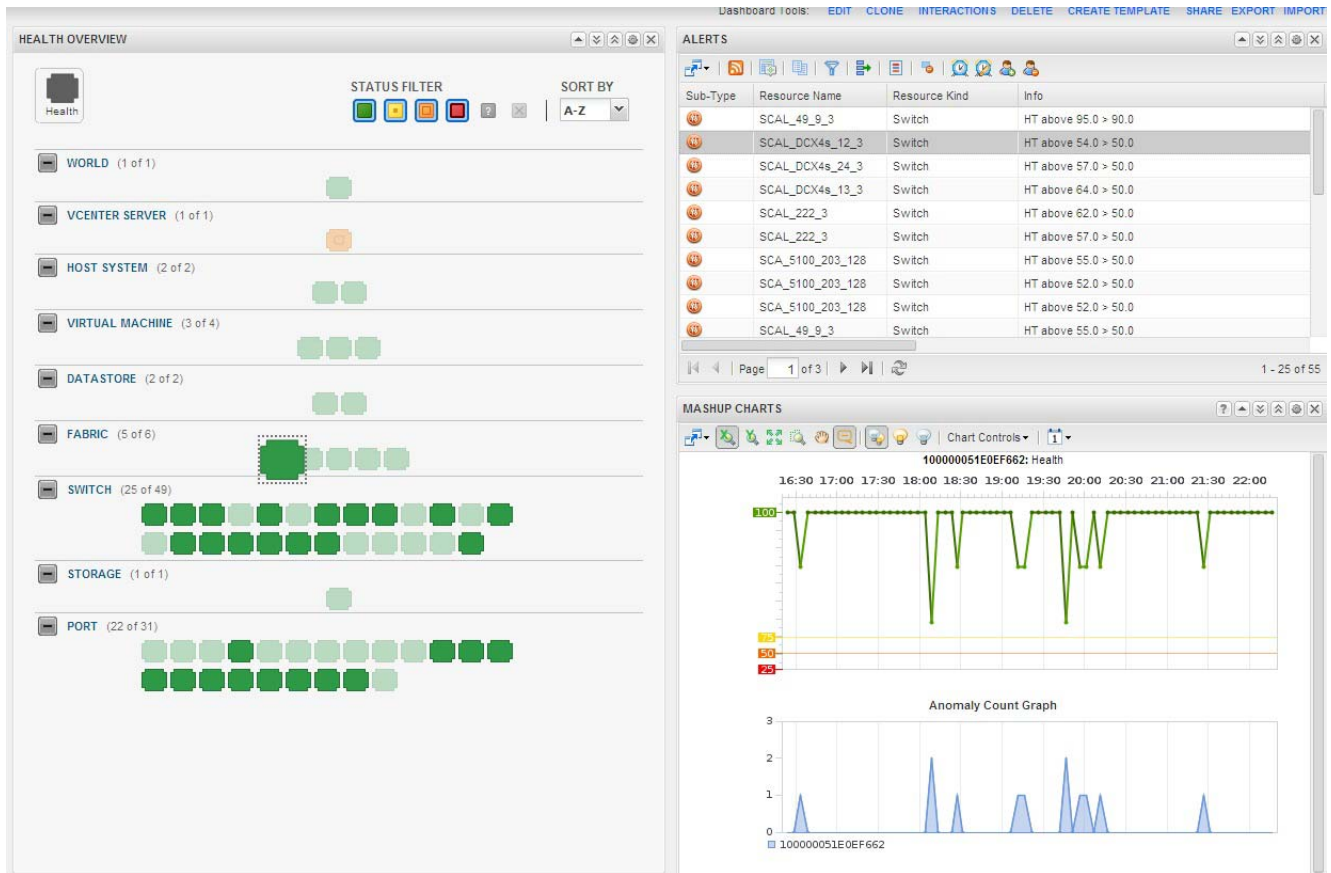 Dashboard Tools: EDIT CLONE INTERACTIONS DELETE CREATE TEMPLATE SHARE EXPORT IMPORT
HEALTH OVERVIEW
Health
STATUS FILTER
SORT BY
?
A-Z
WORLD (1 of 1)
VCENTER SERVER (1 of 1)
HOST SYSTEM (2 of 2)
VIRTUAL MACHINE (3 of 4)
DATASTORE (2 of 2)
FABRIC (5 of 6)
SWITCH (25 of 49)
STORAGE (1 of 1)
PORT (22 of 31)
ALERTS
Sub-Type Resource Name Resource Kind Info
SCAL_49_9_3 Switch HT above 95.0 > 90.0
SCAL_DCX4s_12_3 Switch HT above 54.0 > 50.0
SCAL_DCX4s_24_3 Switch HT above 57.0 > 50.0
SCAL_DCX4s_13_3 Switch HT above 64.0 > 50.0
SCAL_222_3 Switch HT above 62.0 > 50.0
SCAL_222_3 Switch HT above 57.0 > 50.0
SCA_5100_203_128 Switch HT above 55.0 > 50.0
SCA_5100_203_128 Switch HT above 52.0 > 50.0
SCA_5100_203_128 Switch HT above 52.0 > 50.0
SCAL_49_9_3 Switch HT above 55.0 > 50.0
Page 1 of 3 1 - 25 of 55
MASHUP CHARTS
?
Chart Controls 1
100000051E0EF662: Health
16:30 17:00 17:30 18:00 18:30 19:00 19:30 20:00 20:30 21:00 21:30 22:00
100
75
50
25
Anomaly Count Graph
3
2
1
0
100000051E0EF662